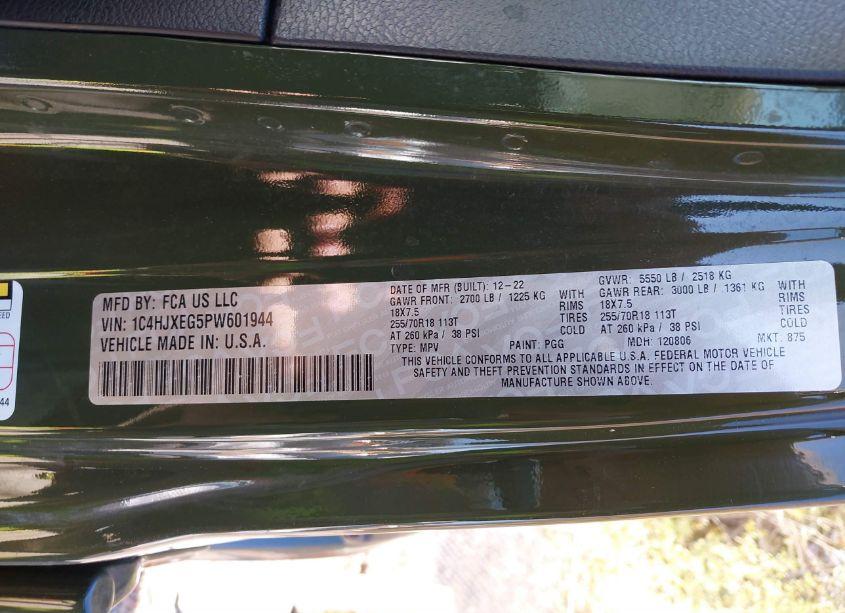 MFD BY: FCA US LLC
VIN: 1C4HJXEG5PW601944
VEHICLE MADE IN: U.S.A.
DATE OF MFR (BUILT): 12-22
GAWR FRONT: 2700 LB / 1225 KG WITH
18X7.5 RIMS
255/70R18 113T TIRES
AT 260 kPa / 38 PSI COLD
GVWR: 5550 LB / 2518 KG
GAWR REAR: 3000 LB / 1361 KG WITH
18X7.5 RIMS
255/70R18 113T TIRES
AT 260 kPa / 38 PSI COLD
TYPE: MPV PAINT: PGG MDH: 120806 MKT: 875
THIS VEHICLE CONFORMS TO ALL APPLICABLE U.S.A. FEDERAL MOTOR VEHICLE
SAFETY AND THEFT PREVENTION STANDARDS IN EFFECT ON THE DATE OF
MANUFACTURE SHOWN ABOVE.
44